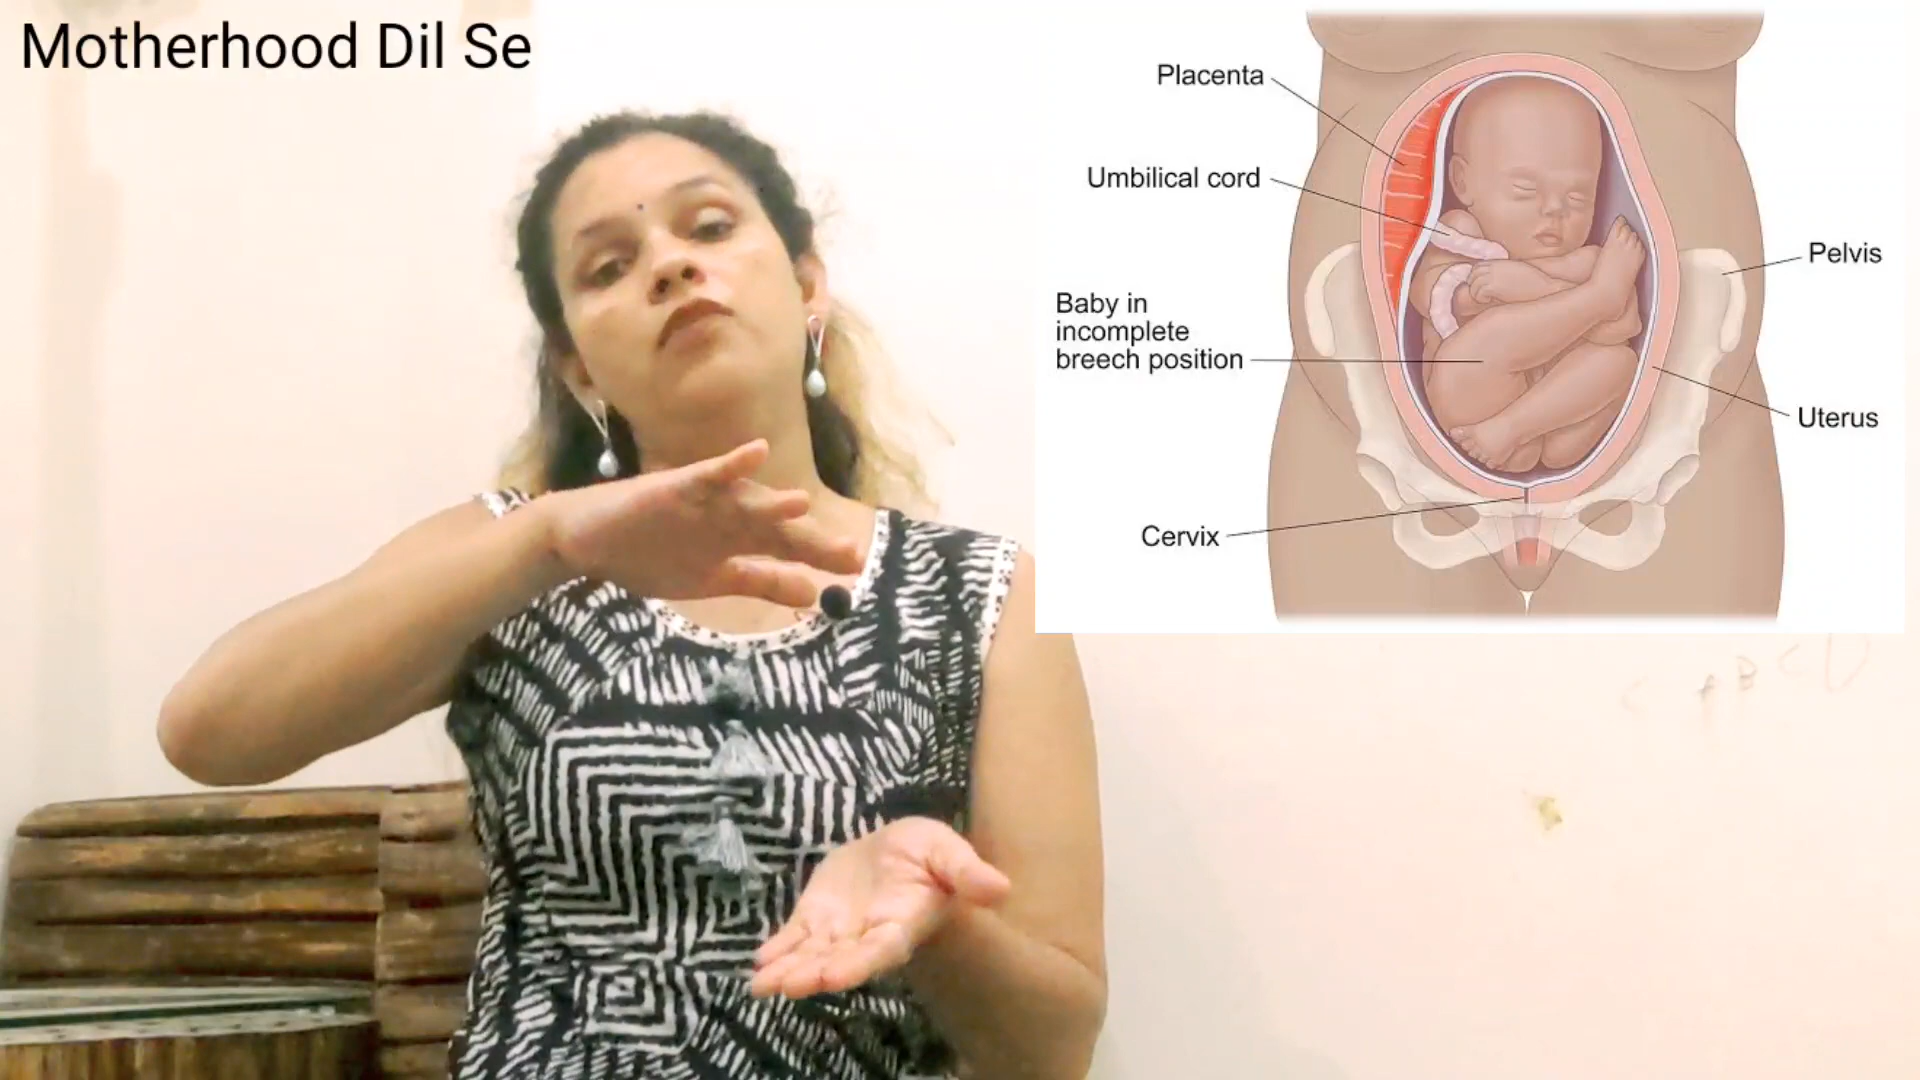 Motherhood Dil Se
Placenta
Umbilical cord
Baby in
incomplete
breech position
Cervix
Pelvis
Uterus
A B C D